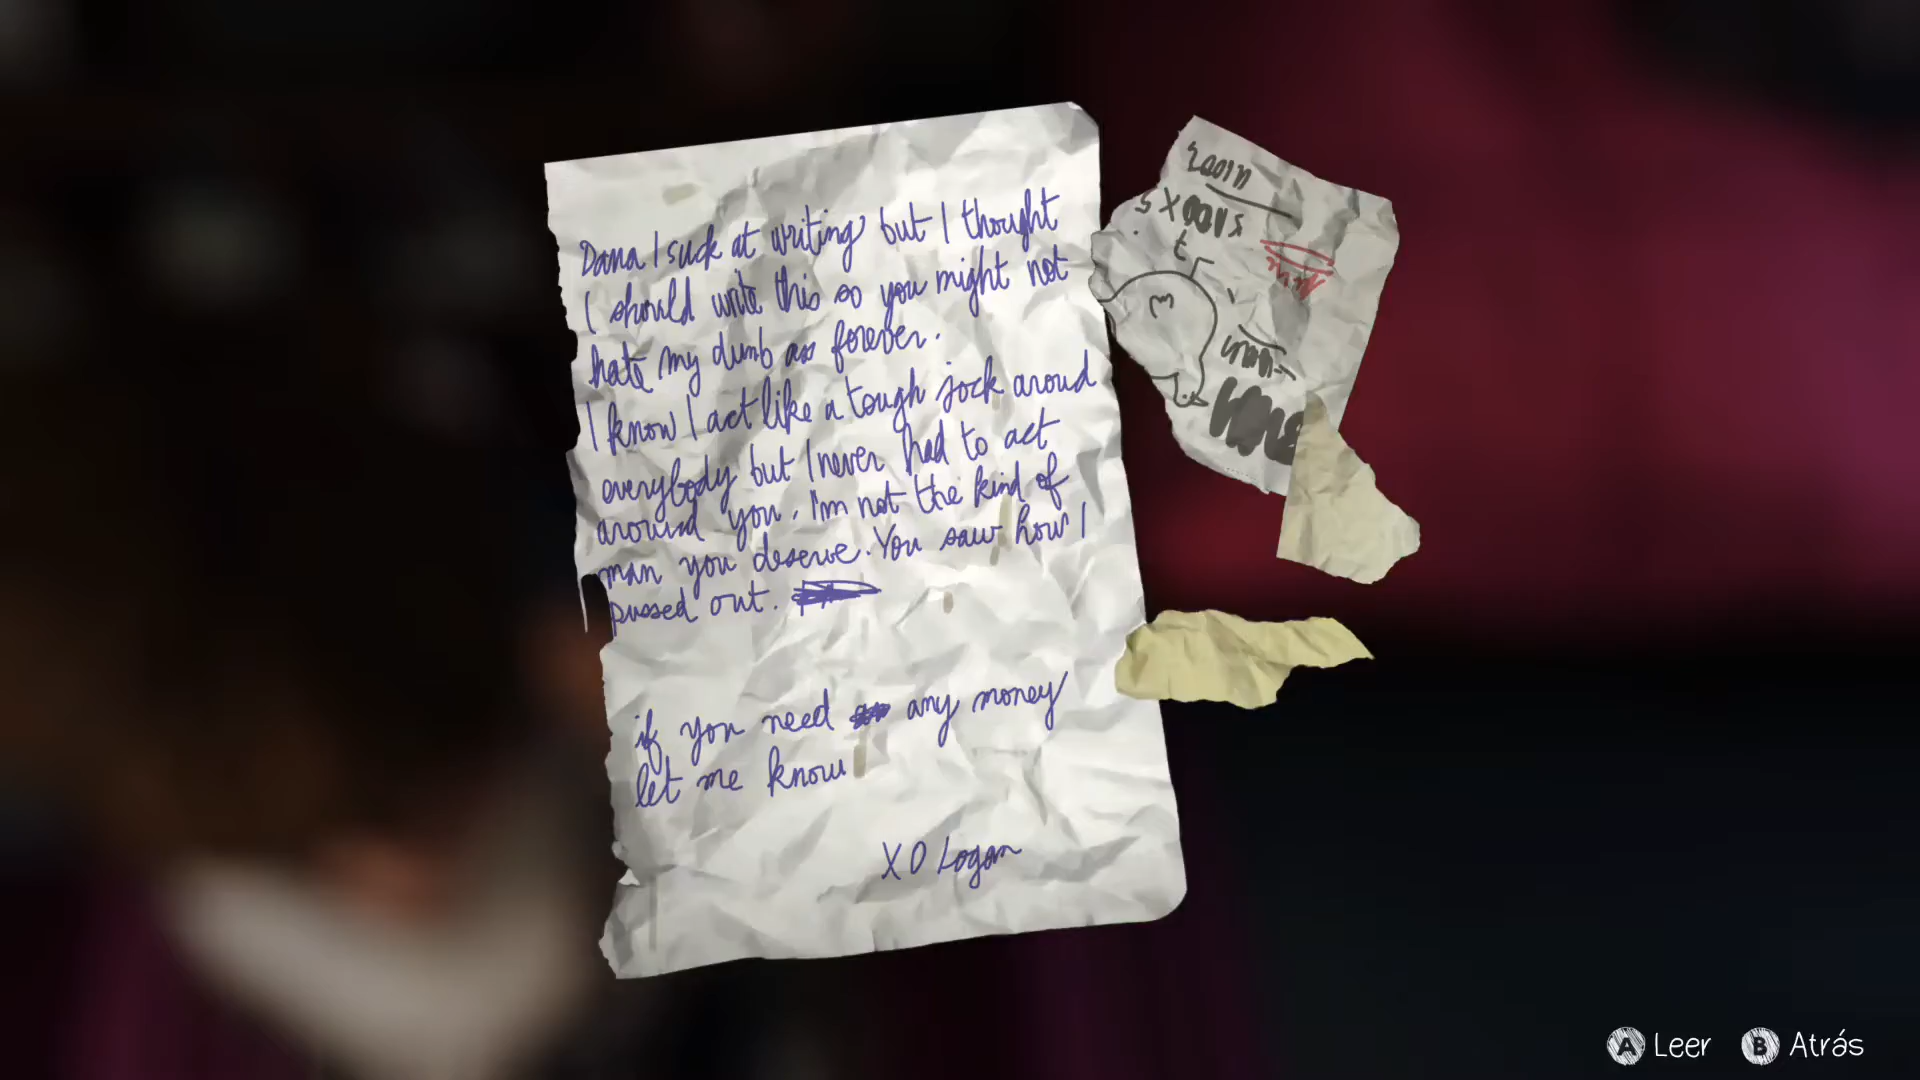 Dana I suck at writing but I thought
I should write this so you might not
hate my dumb ass forever.
I know I act like a tough jock aroud
everybody but I never had to act
around you. I'm not the kind of
man you deserve. You saw how I
pussed out.
if you need any money
let me know
XO Logan
A Leer B Atrás